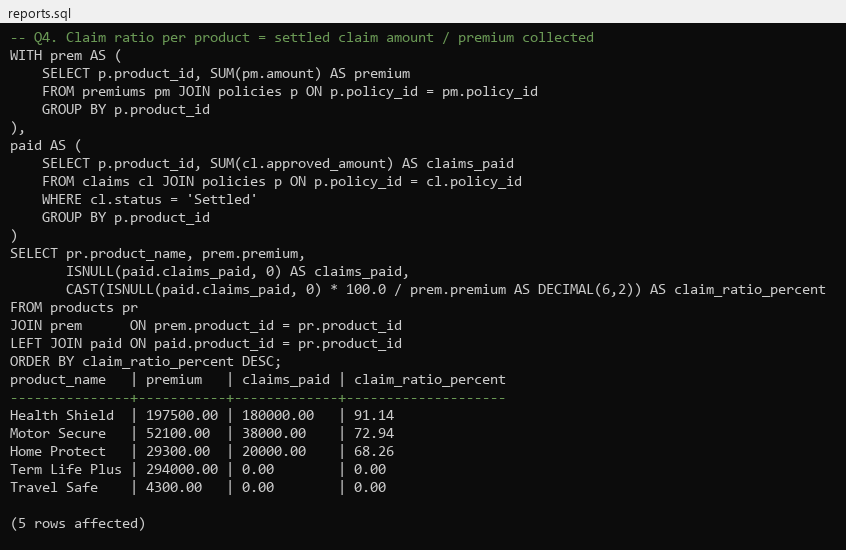 reports.sql
-- Q4. Claim ratio per product = settled claim amount / premium collected
WITH prem AS (
    SELECT p.product_id, SUM(pm.amount) AS premium
    FROM premiums pm JOIN policies p ON p.policy_id = pm.policy_id
    GROUP BY p.product_id
),
paid AS (
    SELECT p.product_id, SUM(cl.approved_amount) AS claims_paid
    FROM claims cl JOIN policies p ON p.policy_id = cl.policy_id
    WHERE cl.status = 'Settled'
    GROUP BY p.product_id
)
SELECT pr.product_name, prem.premium,
       ISNULL(paid.claims_paid, 0) AS claims_paid,
       CAST(ISNULL(paid.claims_paid, 0) * 100.0 / prem.premium AS DECIMAL(6,2)) AS claim_ratio_percent
FROM products pr
JOIN prem      ON prem.product_id = pr.product_id
LEFT JOIN paid ON paid.product_id = pr.product_id
ORDER BY claim_ratio_percent DESC;
product_name   | premium   | claims_paid | claim_ratio_percent
---------------+-----------+-------------+--------------------
Health Shield  | 197500.00 | 180000.00   | 91.14
Motor Secure   | 52100.00  | 38000.00    | 72.94
Home Protect   | 29300.00  | 20000.00    | 68.26
Term Life Plus | 294000.00 | 0.00        | 0.00
Travel Safe    | 4300.00   | 0.00        | 0.00

(5 rows affected)